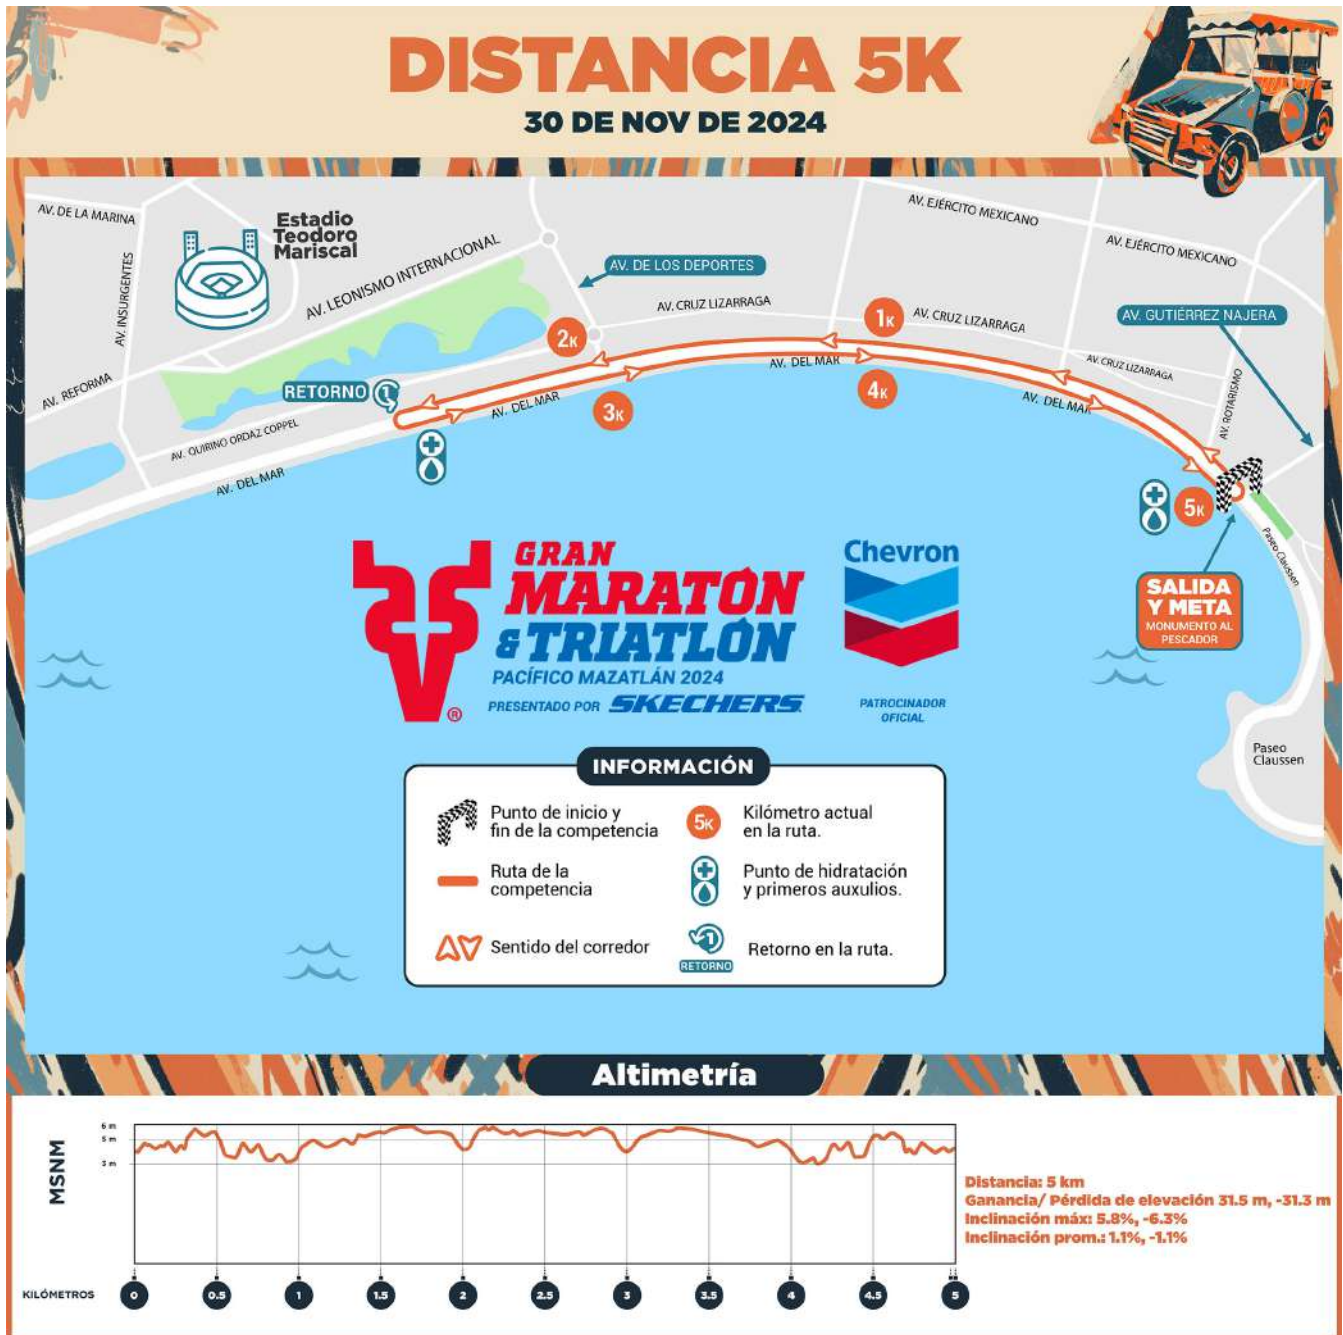 DISTANCIA 5K
30 DE NOV DE 2024
AV. DE LA MARINA
Estadio
Teodoro
Mariscal
AV. INSURGENTES
AV. LEONISMO INTERNACIONAL
AV. DE LOS DEPORTES
AV. EJÉRCITO MEXICANO
AV. EJÉRCITO MEXICANO
AV. CRUZ LIZARRAGA
1K
AV. CRUZ LIZARRAGA
AV. GUTIÉRREZ NAJERA
2K
AV. DEL MAR
AV. CRUZ LIZARRAGA
AV. REFORMA
RETORNO 1
AV. DEL MAR
3K
4K
AV. DEL MAR
AV. ROTARISMO
AV. QUIRINO ORDAZ COPPEL
AV. DEL MAR
5K
Paseo Claussen
SALIDA
Y META
MONUMENTO AL
PESCADOR
GRAN
MARATÓN
& TRIATLÓN
PACÍFICO MAZATLÁN 2024
PRESENTADO POR SKECHERS
®
Chevron
PATROCINADOR
OFICIAL
Paseo
Claussen
INFORMACIÓN
Punto de inicio y
fin de la competencia
5K
Kilómetro actual
en la ruta.
Ruta de la
competencia
Punto de hidratación
y primeros auxulios.
Sentido del corredor
1
RETORNO
Retorno en la ruta.
Altimetría
MSNM
6 m
5 m
3 m
Distancia: 5 km
Ganancia/ Pérdida de elevación 31.5 m, -31.3 m
Inclinación máx: 5.8%, -6.3%
Inclinación prom.: 1.1%, -1.1%
KILÓMETROS 0 0.5 1 1.5 2 2.5 3 3.5 4 4.5 5